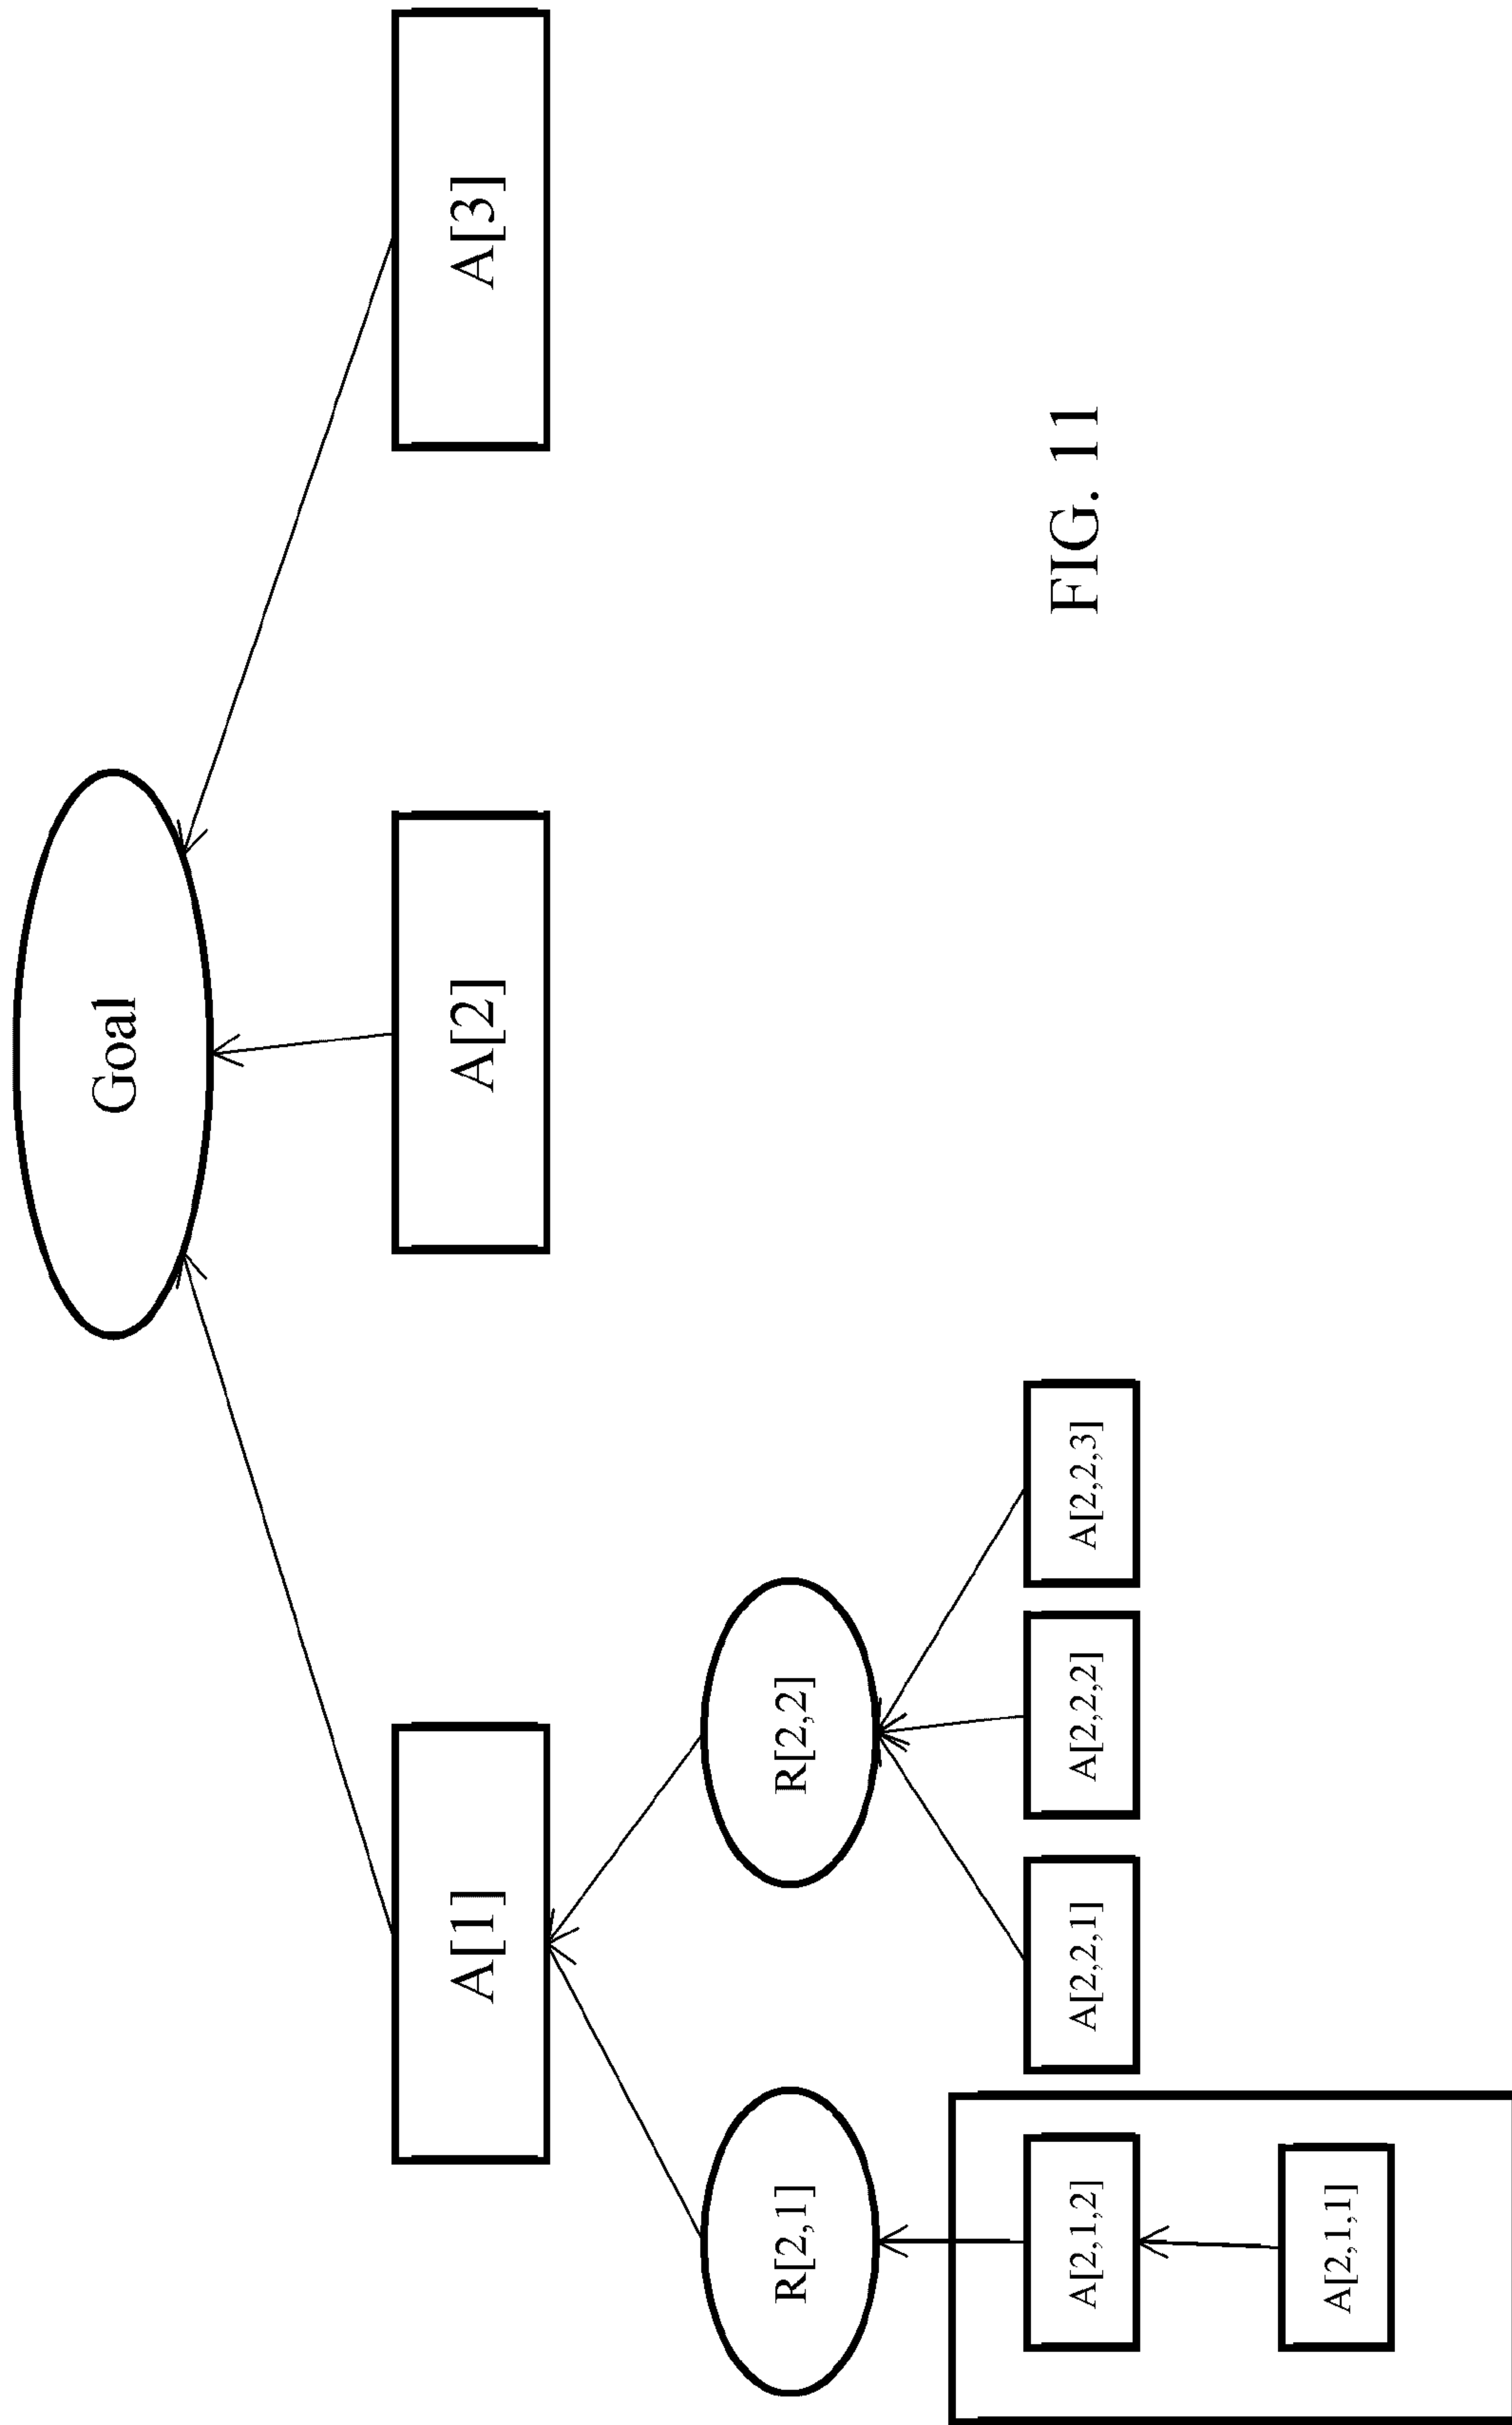 Goal
A[1]
A[2]
A[3]
R[2,1]
R[2,2]
A[2,1,2]
A[2,2,1]
A[2,2,2]
A[2,2,3]
A[2,1,1]
FIG. 11